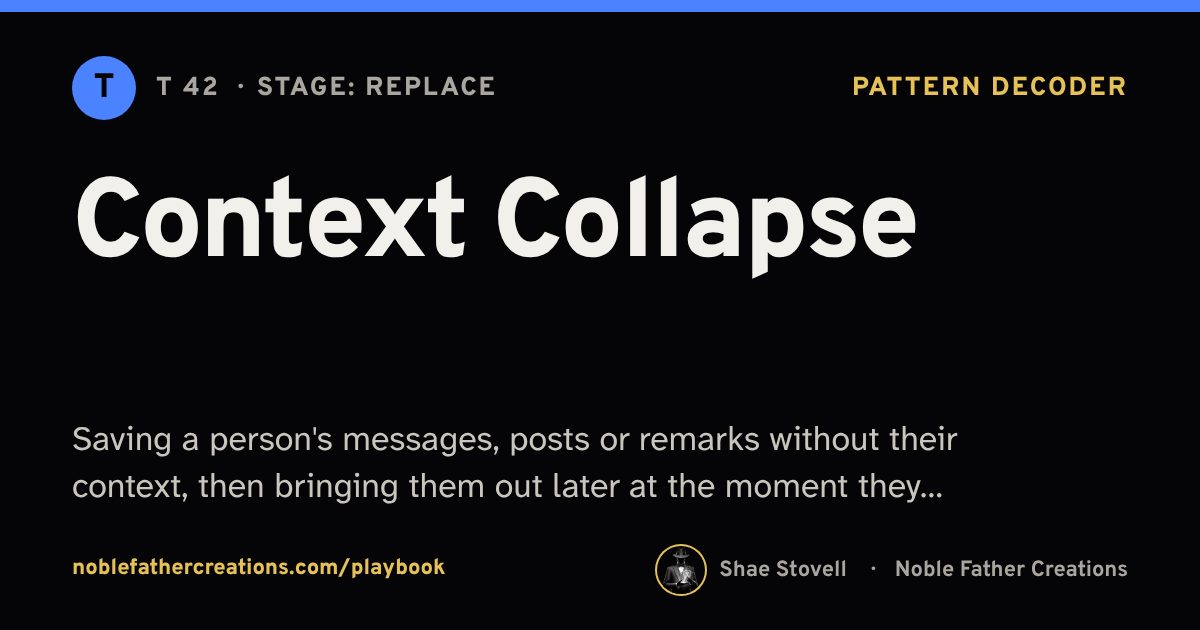 T
T 42 · STAGE: REPLACE
PATTERN DECODER
Context Collapse
Saving a person's messages, posts or remarks without their
context, then bringing them out later at the moment they...
noblefathercreations.com/playbook
Shae Stovell · Noble Father Creations